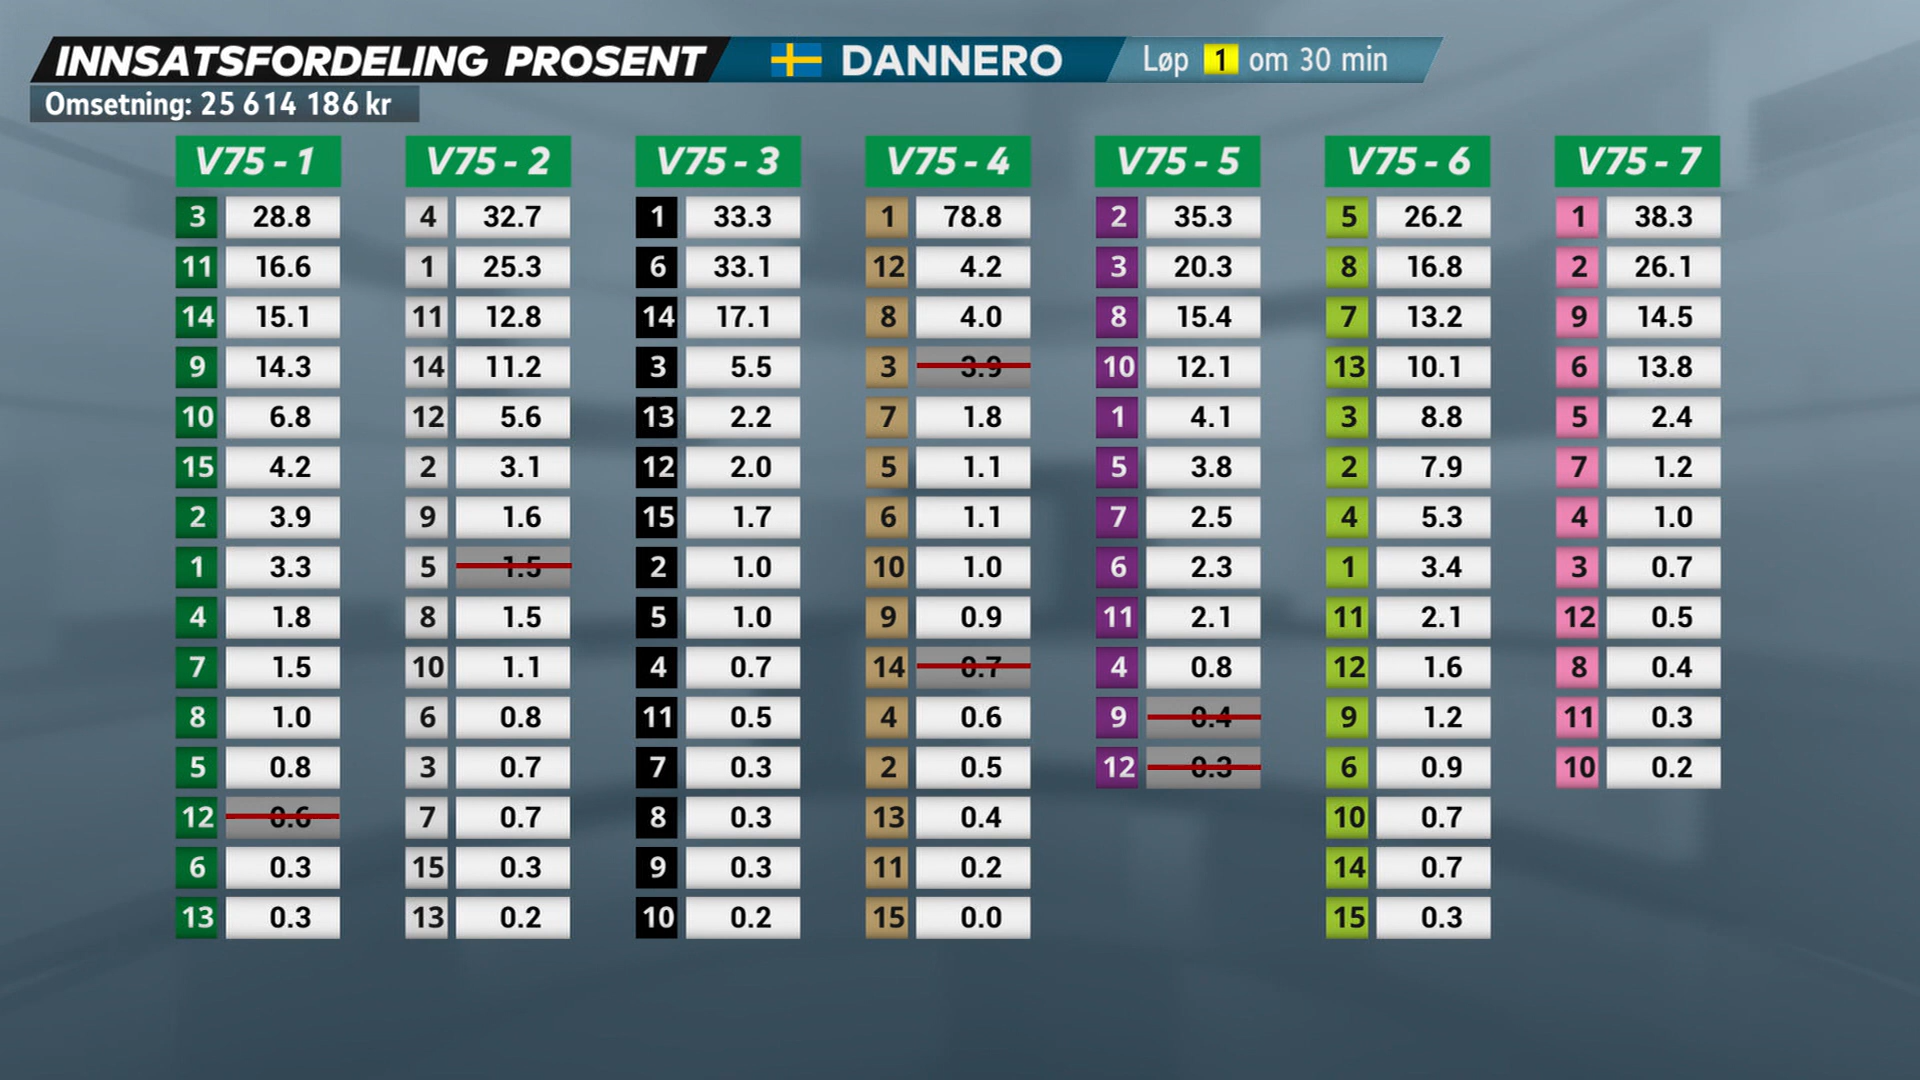 INNSATSFORDELING PROSENT DANNERO Løp 1 om 30 min
Omsetning: 25 614 186 kr
V75 - 1 V75 - 2 V75 - 3 V75 - 4 V75 - 5 V75 - 6 V75 - 7
3 28.8 4 32.7 1 33.3 1 78.8 2 35.3 5 26.2 1 38.3
11 16.6 1 25.3 6 33.1 12 4.2 3 20.3 8 16.8 2 26.1
14 15.1 11 12.8 14 17.1 8 4.0 8 15.4 7 13.2 9 14.5
9 14.3 14 11.2 3 5.5 3 3.9 10 12.1 13 10.1 6 13.8
10 6.8 12 5.6 13 2.2 7 1.8 1 4.1 3 8.8 5 2.4
15 4.2 2 3.1 12 2.0 5 1.1 5 3.8 2 7.9 7 1.2
2 3.9 9 1.6 15 1.7 6 1.1 7 2.5 4 5.3 4 1.0
1 3.3 5 1.5 2 1.0 10 1.0 6 2.3 1 3.4 3 0.7
4 1.8 8 1.5 5 1.0 9 0.9 11 2.1 11 2.1 12 0.5
7 1.5 10 1.1 4 0.7 14 0.7 4 0.8 12 1.6 8 0.4
8 1.0 6 0.8 11 0.5 4 0.6 9 0.4 9 1.2 11 0.3
5 0.8 3 0.7 7 0.3 2 0.5 12 0.3 6 0.9 10 0.2
12 0.6 7 0.7 8 0.3 13 0.4 10 0.7
6 0.3 15 0.3 9 0.3 11 0.2 14 0.7
13 0.3 13 0.2 10 0.2 15 0.0 15 0.3